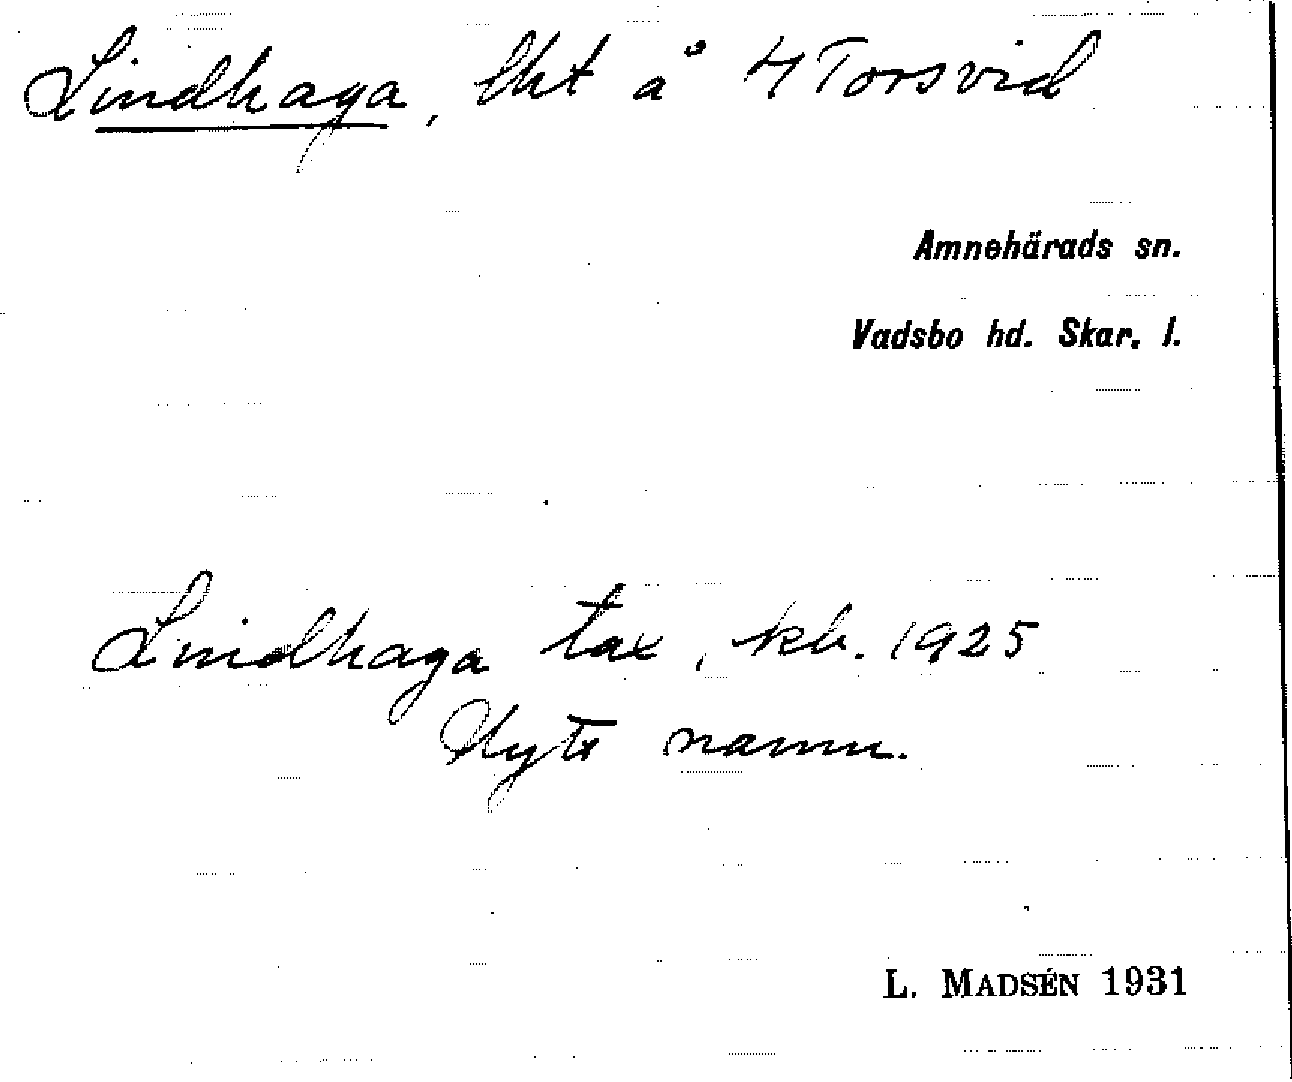 Lindhaga, lht å 4 Torsvid
Amnehärads sn.
Vadsbo hd. Skar. l.
Lindhaga tax, kb. 1925
Nytt namn.
L. MADSÉN 1931